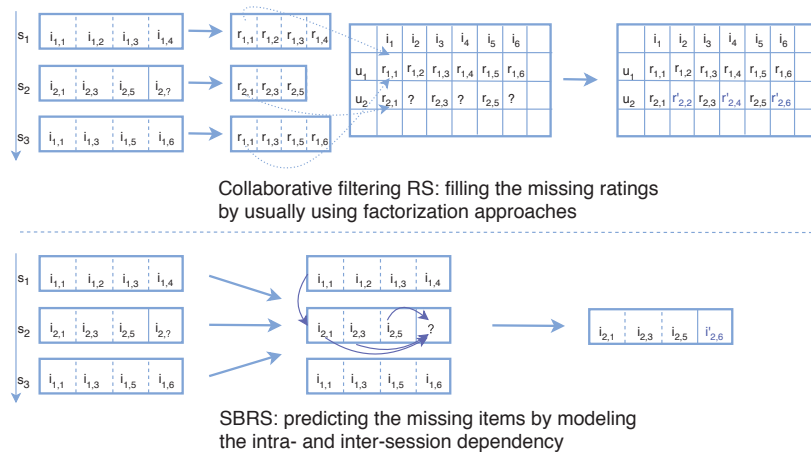 i1 i2 i3 i4 i5 i6 i1 i2 i3 i4 i5 i6
s1 i1,1 i1,2 i1,3 i1,4 r1,1 r1,2 r1,3 r1,4
u1 r1,1 r1,2 r1,3 r1,4 r1,5 r1,6 u1 r1,1 r1,2 r1,3 r1,4 r1,5 r1,6
s2 i2,1 i2,3 i2,5 i2,? r2,1 r2,3 r2,5
u2 r2,1 ? r2,3 ? r2,5 ? u2 r2,1 r'2,2 r2,3 r'2,4 r2,5 r'2,6
s3 i1,1 i1,3 i1,5 i1,6 r1,1 r1,3 r1,5 r1,6
Collaborative filtering RS: filling the missing ratings
by usually using factorization approaches
s1 i1,1 i1,2 i1,3 i1,4 i1,1 i1,2 i1,3 i1,4
s2 i2,1 i2,3 i2,5 i2,? i2,1 i2,3 i2,5 ? i2,1 i2,3 i2,5 i'2,6
s3 i1,1 i1,3 i1,5 i1,6 i1,1 i1,3 i1,5 i1,6
SBRS: predicting the missing items by modeling
the intra- and inter-session dependency